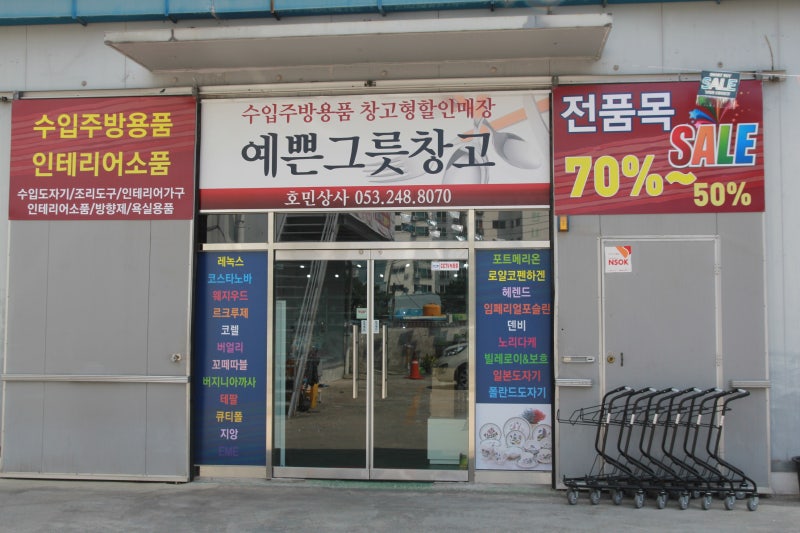 수입주방용품
인테리어소품
수입도자기/조리도구/인테리어가구
인테리어소품/방향제/욕실용품
수입주방용품 창고형할인매장
예쁜그릇창고
호민상사 053.248.8070
전품목
SALE
SALE
70%~50%
레녹스
코스타노바
웨지우드
르크루제
코렐
버얼리
꼬떼따블
버지니아까사
테팔
큐티폴
지앙
EME
포트메리온
로얄코펜하겐
헤렌드
임페리얼포슬린
덴비
노리다케
빌레로이&보흐
일본도자기
폴란드도자기
NSOK